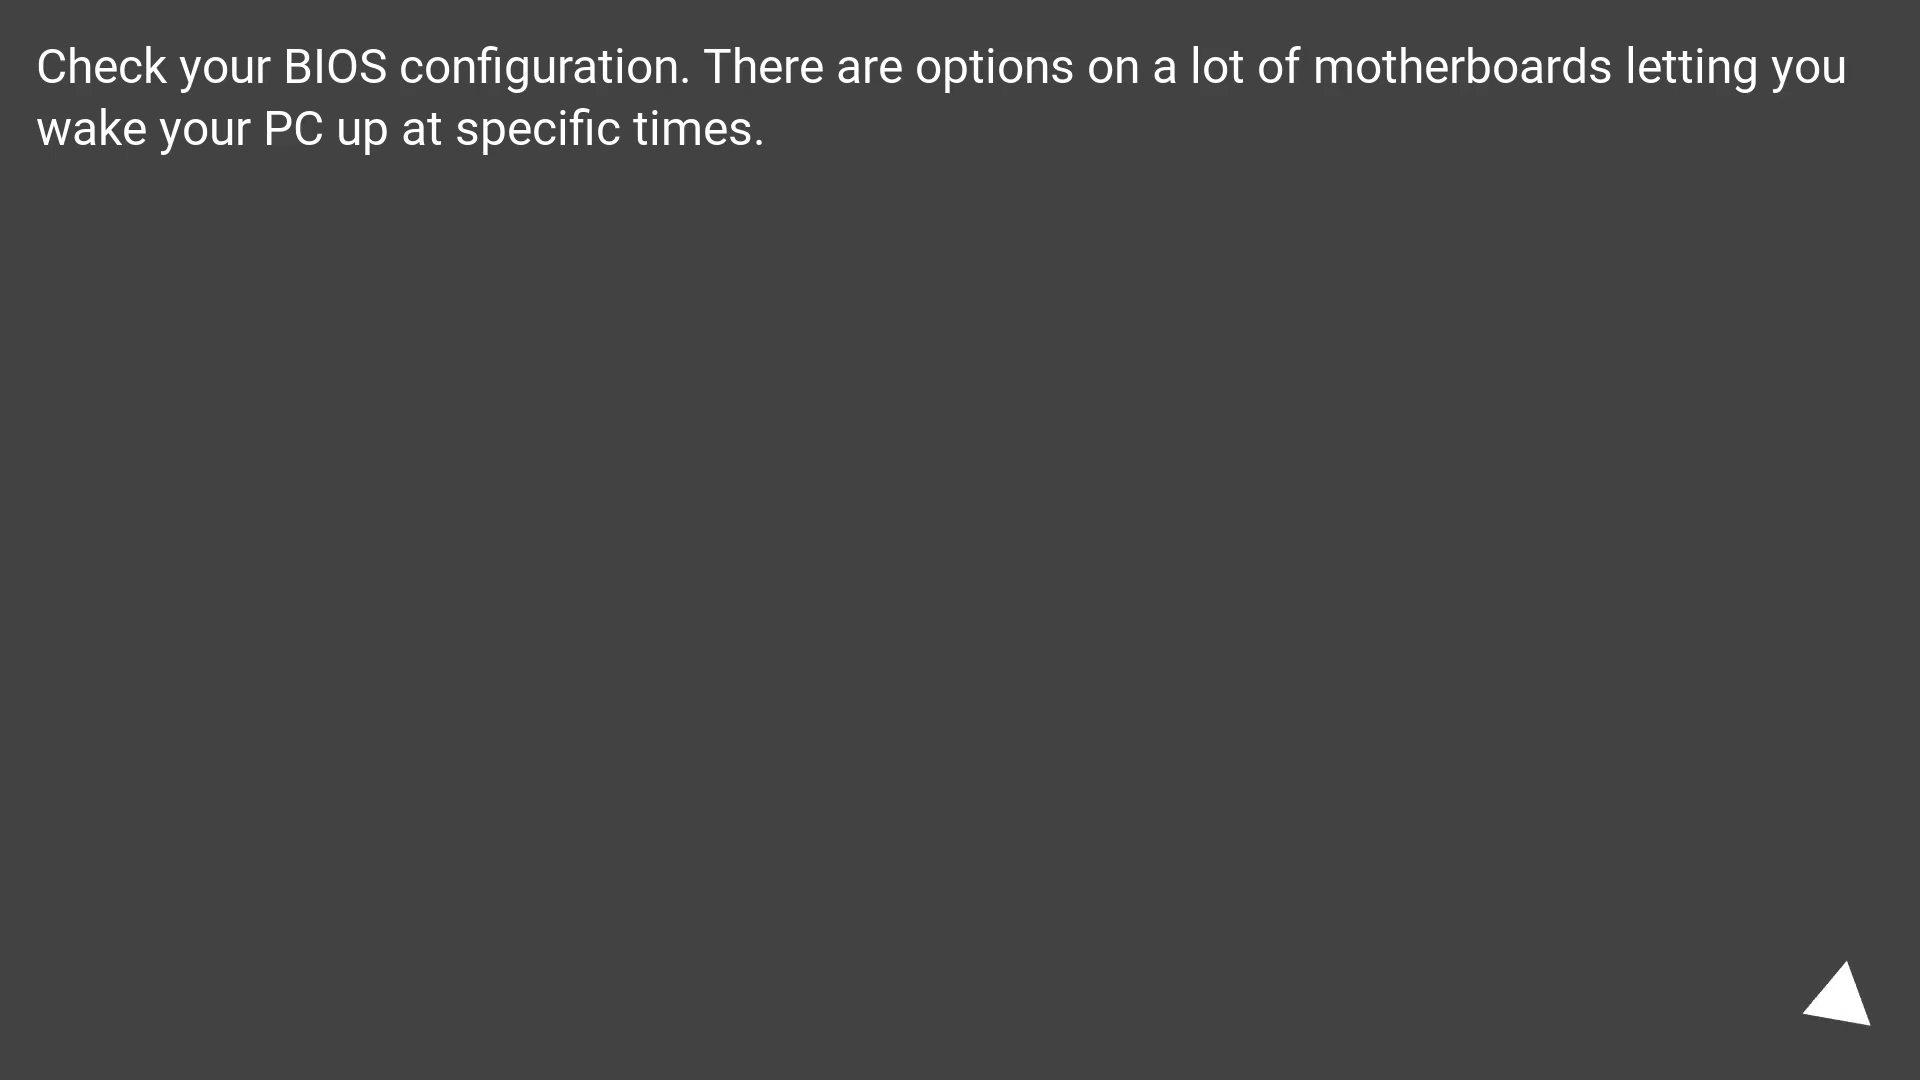 Check your BIOS configuration. There are options on a lot of motherboards letting you
wake your PC up at specific times.